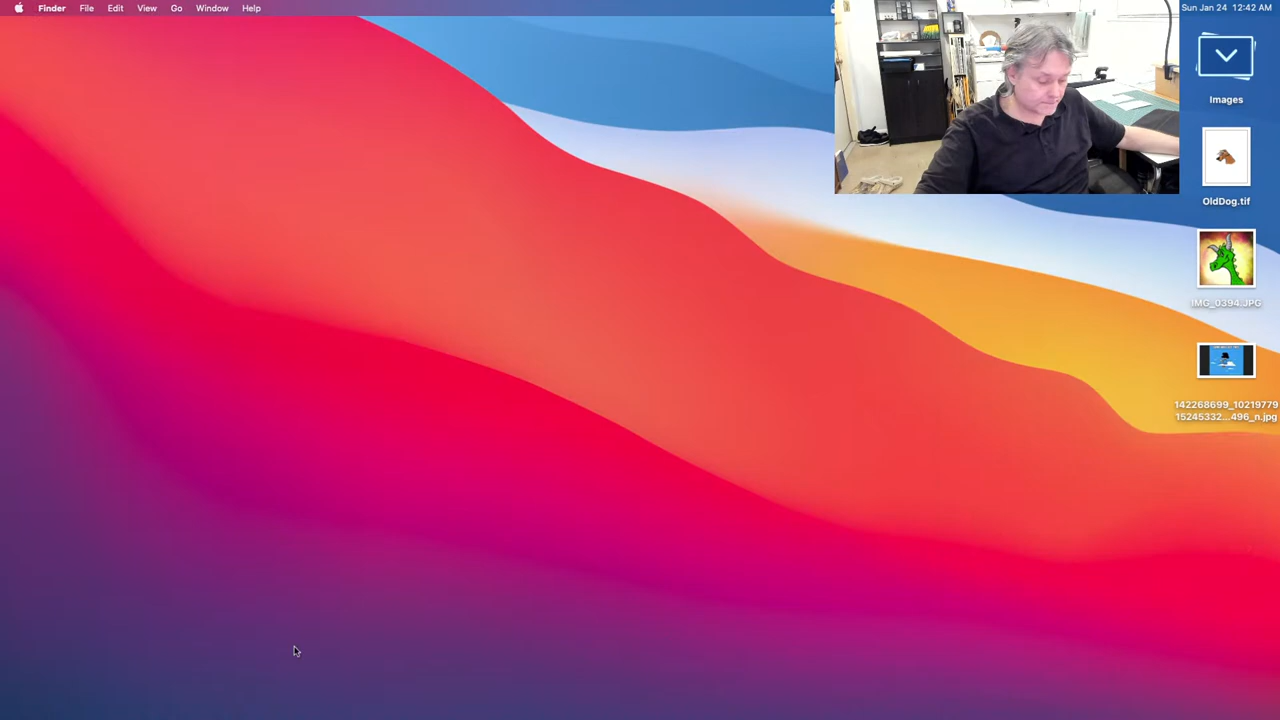 Finder File Edit View Go Window Help
Sun Jan 24 12:42 AM
Images
OldDog.tif
IMG_0394.JPG
142268699_10219779
15245332...496_n.jpg